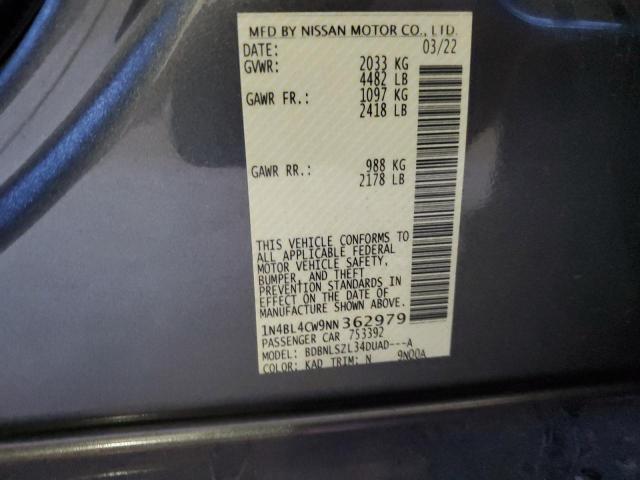 MFD BY NISSAN MOTOR CO., LTD.
DATE: 03/22
GVWR: 2033 KG
4482 LB
GAWR FR.: 1097 KG
2418 LB
GAWR RR.: 988 KG
2178 LB
THIS VEHICLE CONFORMS TO
ALL APPLICABLE FEDERAL
MOTOR VEHICLE SAFETY,
BUMPER, AND THEFT
PREVENTION STANDARDS IN
EFFECT ON THE DATE OF
MANUFACTURE SHOWN ABOVE.
1N4BL4CW9NN362979
PASSENGER CAR 753392
MODEL: BDBNLSZL34DUAD---A
COLOR: KAD TRIM: N 9N00A